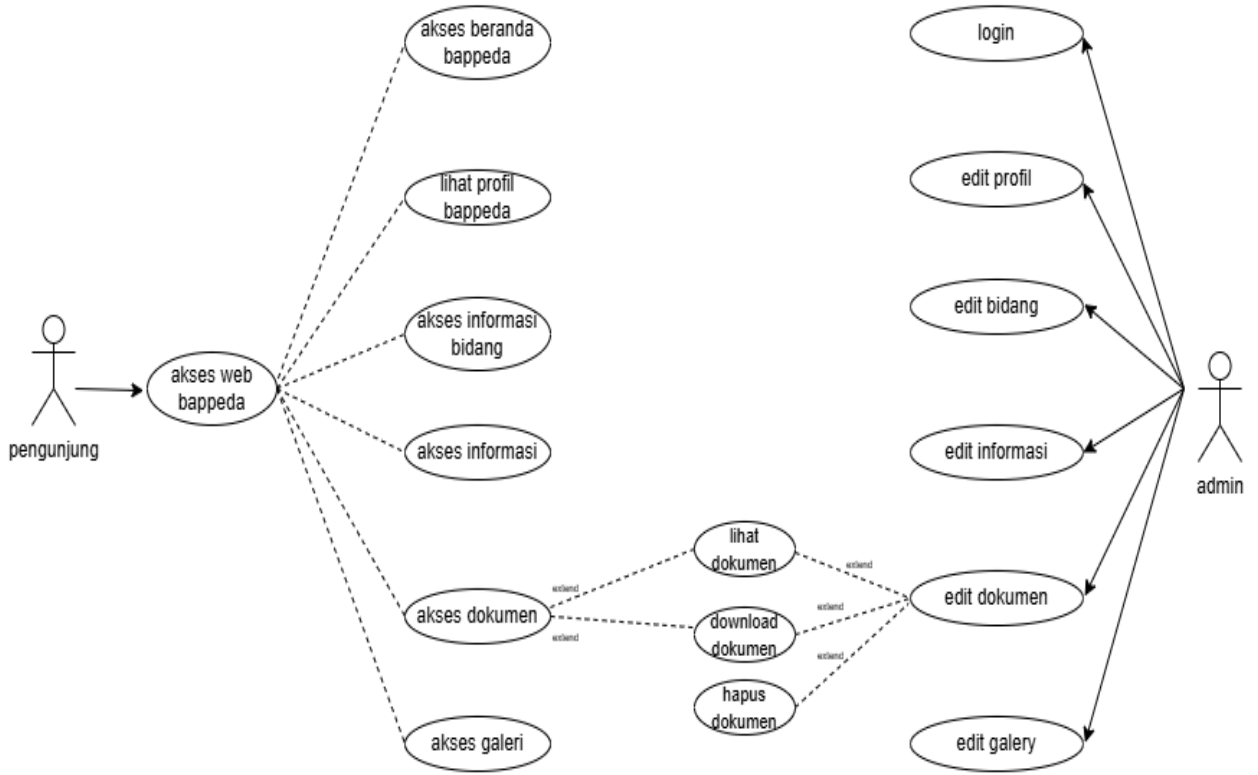 akses beranda
bappeda
login
lihat profil
bappeda
edit profil
akses informasi
bidang
edit bidang
akses web
bappeda
pengunjung
akses informasi
edit informasi
admin
lihat
dokumen
extend
extend
akses dokumen
extend
extend
download
dokumen
extend
edit dokumen
hapus
dokumen
akses galeri
edit galery